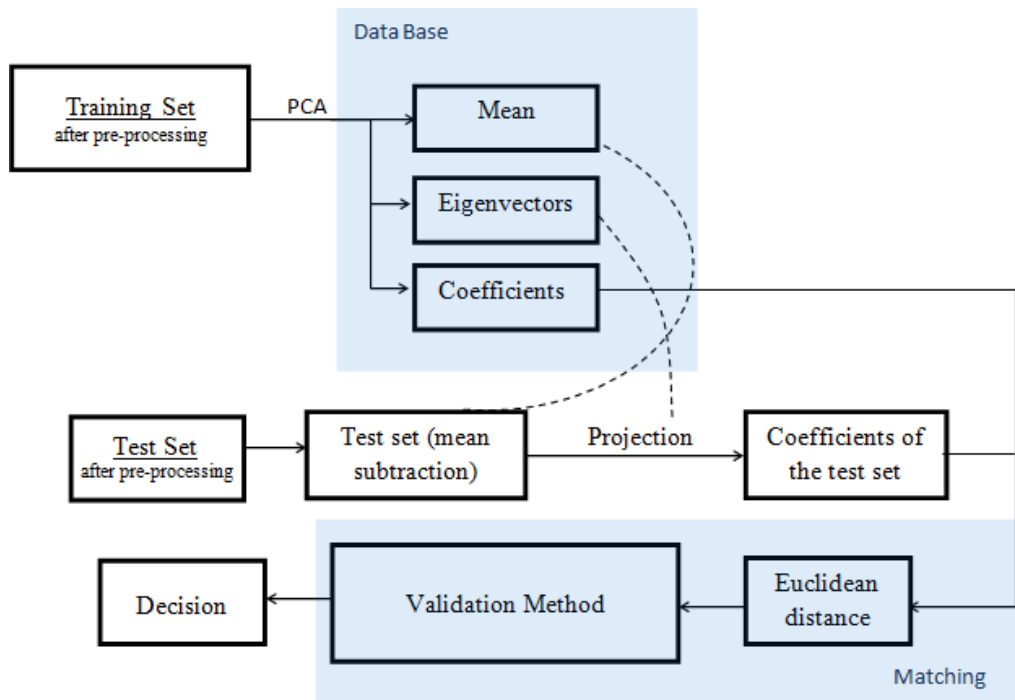 Data Base
Training Set
after pre-processing
PCA
Mean
Eigenvectors
Coefficients
Test Set
after pre-processing
Test set (mean
subtraction)
Projection
Coefficients of
the test set
Decision
Validation Method
Euclidean
distance
Matching